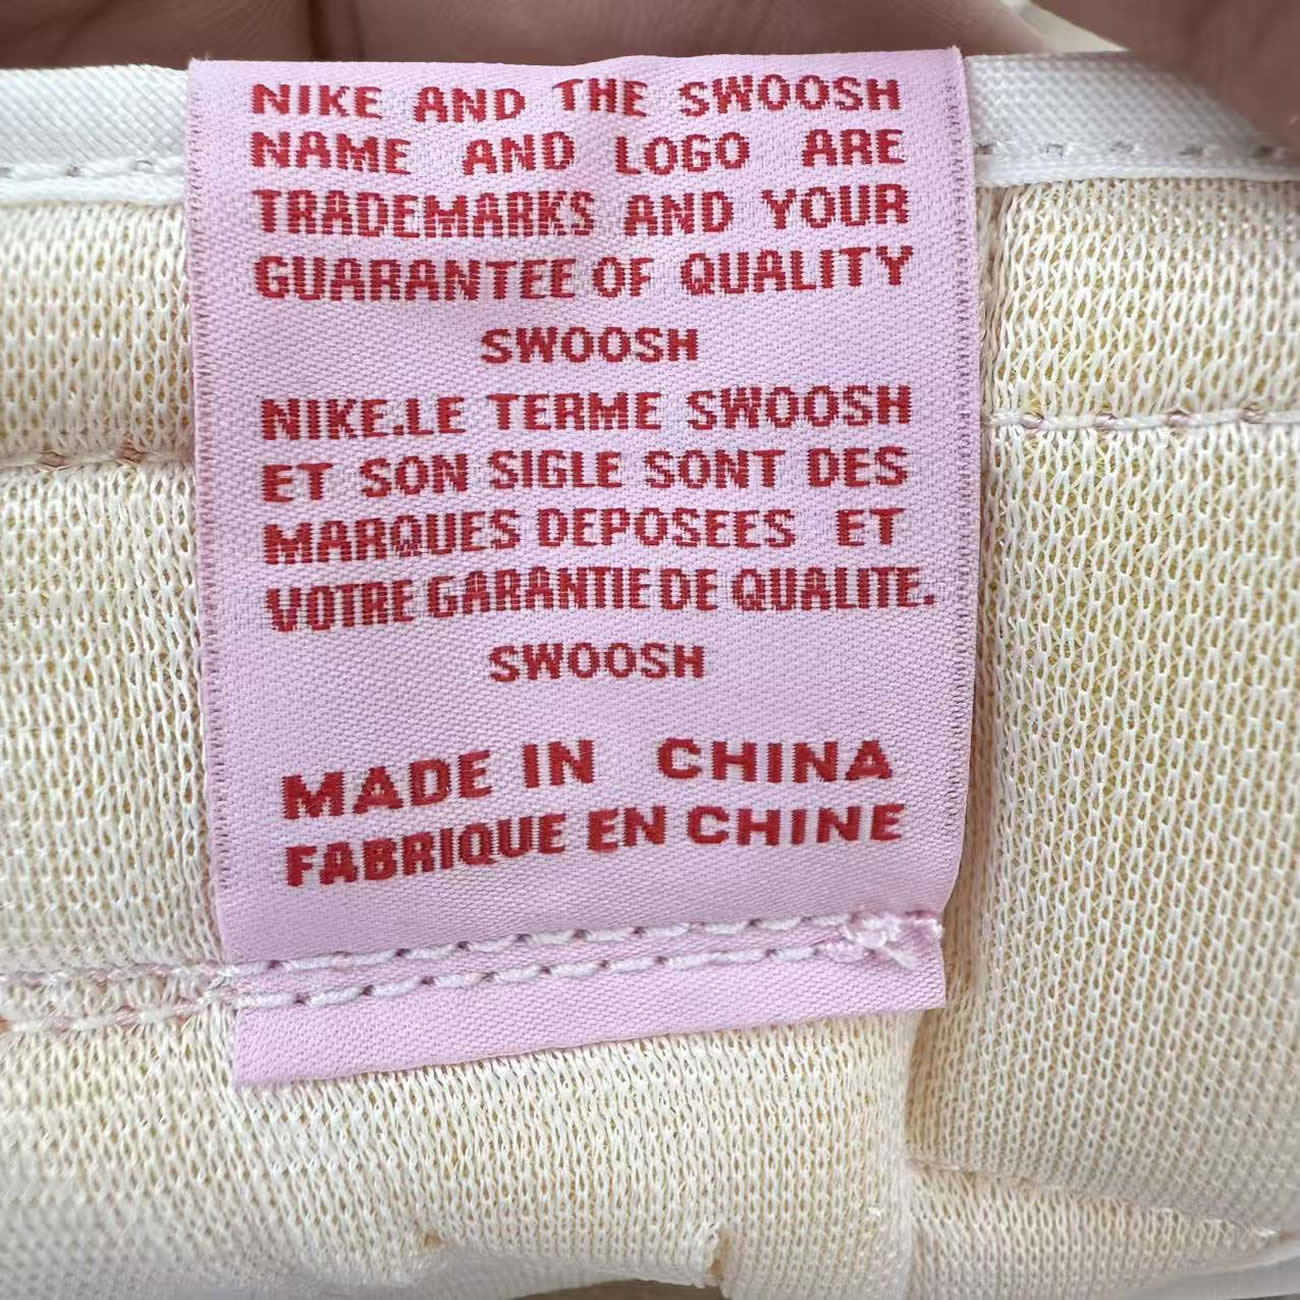 NIKE AND THE SWOOSH
NAME AND LOGO ARE
TRADEMARKS AND YOUR
GUARANTEE OF QUALITY
SWOOSH
NIKE.LE TERME SWOOSH
ET SON SIGLE SONT DES
MARQUES DEPOSEES ET
VOTRE GARANTIE DE QUALITE.
SWOOSH
MADE IN CHINA
FABRIQUE EN CHINE